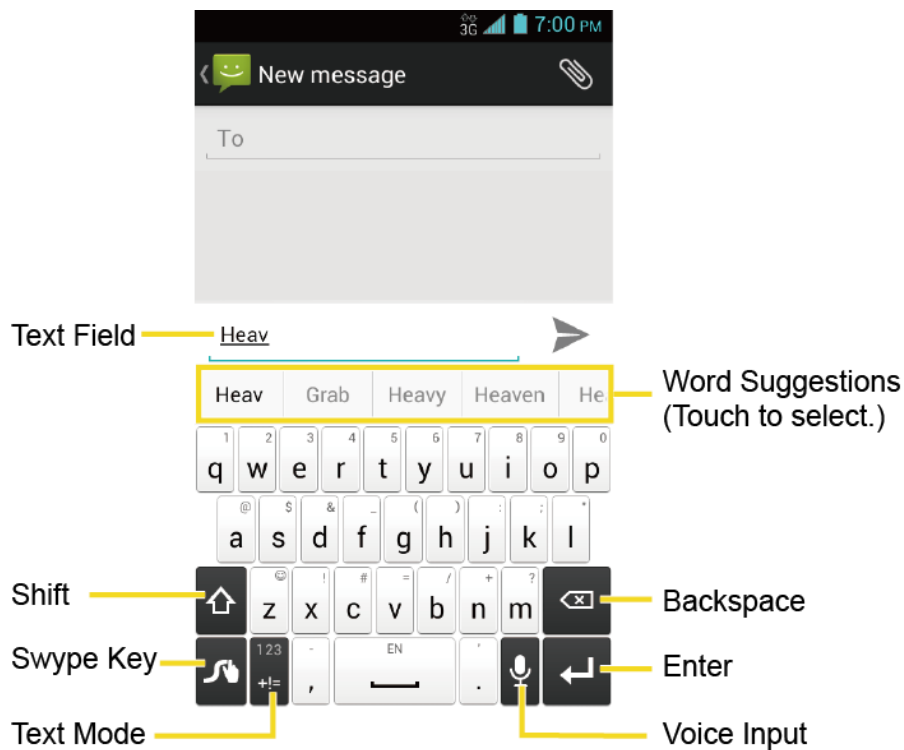 3G 7:00 PM
New message
To
Text Field
Heav
Heav Grab Heavy Heaven He
Word Suggestions
(Touch to select.)
1 2 3 4 5 6 7 8 9 0
q w e r t y u i o p
@ $ & _ ( ) : ; "
a s d f g h j k l
Shift
! # = / + ?
z x c v b n m
Backspace
Swype Key
123 - EN '
+!= , .
Enter
Text Mode
Voice Input